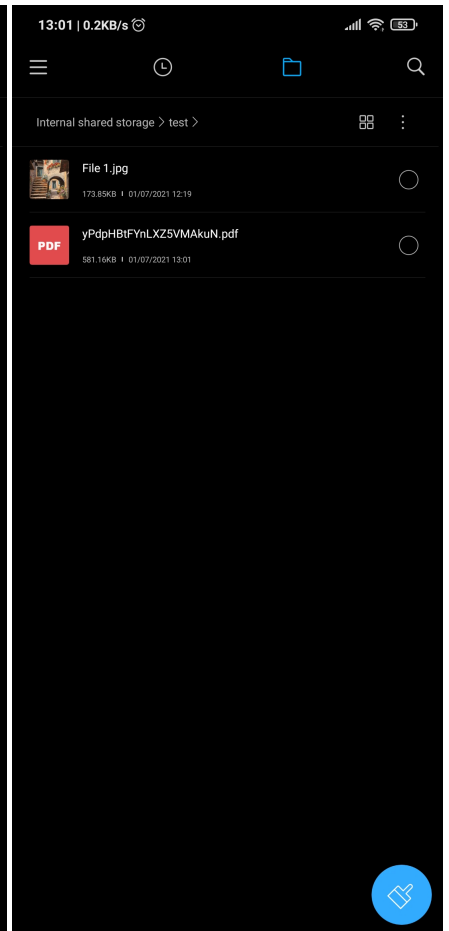 13:01 | 0.2KB/s 53
Internal shared storage > test >
File 1.jpg
173.85KB | 01/07/2021 12:19
PDF
yPdpHBtFYnLXZ5VMAkuN.pdf
581.16KB | 01/07/2021 13:01